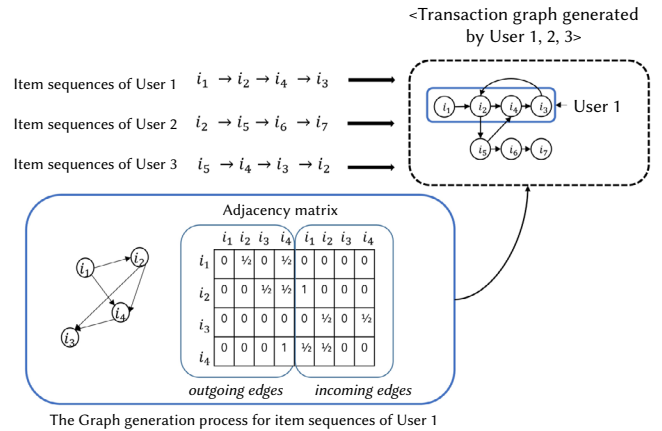 <Transaction graph generated
by User 1, 2, 3>
Item sequences of User 1 i₁ → i₂ → i₄ → i₃
Item sequences of User 2 i₂ → i₅ → i₆ → i₇
Item sequences of User 3 i₅ → i₄ → i₃ → i₂
i₁ i₂ i₄ i₃ User 1
i₅ i₆ i₇
Adjacency matrix
i₁ i₂ i₃ i₄ i₁ i₂ i₃ i₄
i₁ 0 ½ 0 ½ 0 0 0 0
i₂ 0 0 ½ ½ 1 0 0 0
i₃ 0 0 0 0 0 ½ 0 ½
i₄ 0 0 0 1 ½ ½ 0 0
i₁ i₂
i₄
i₃
outgoing edges incoming edges
The Graph generation process for item sequences of User 1